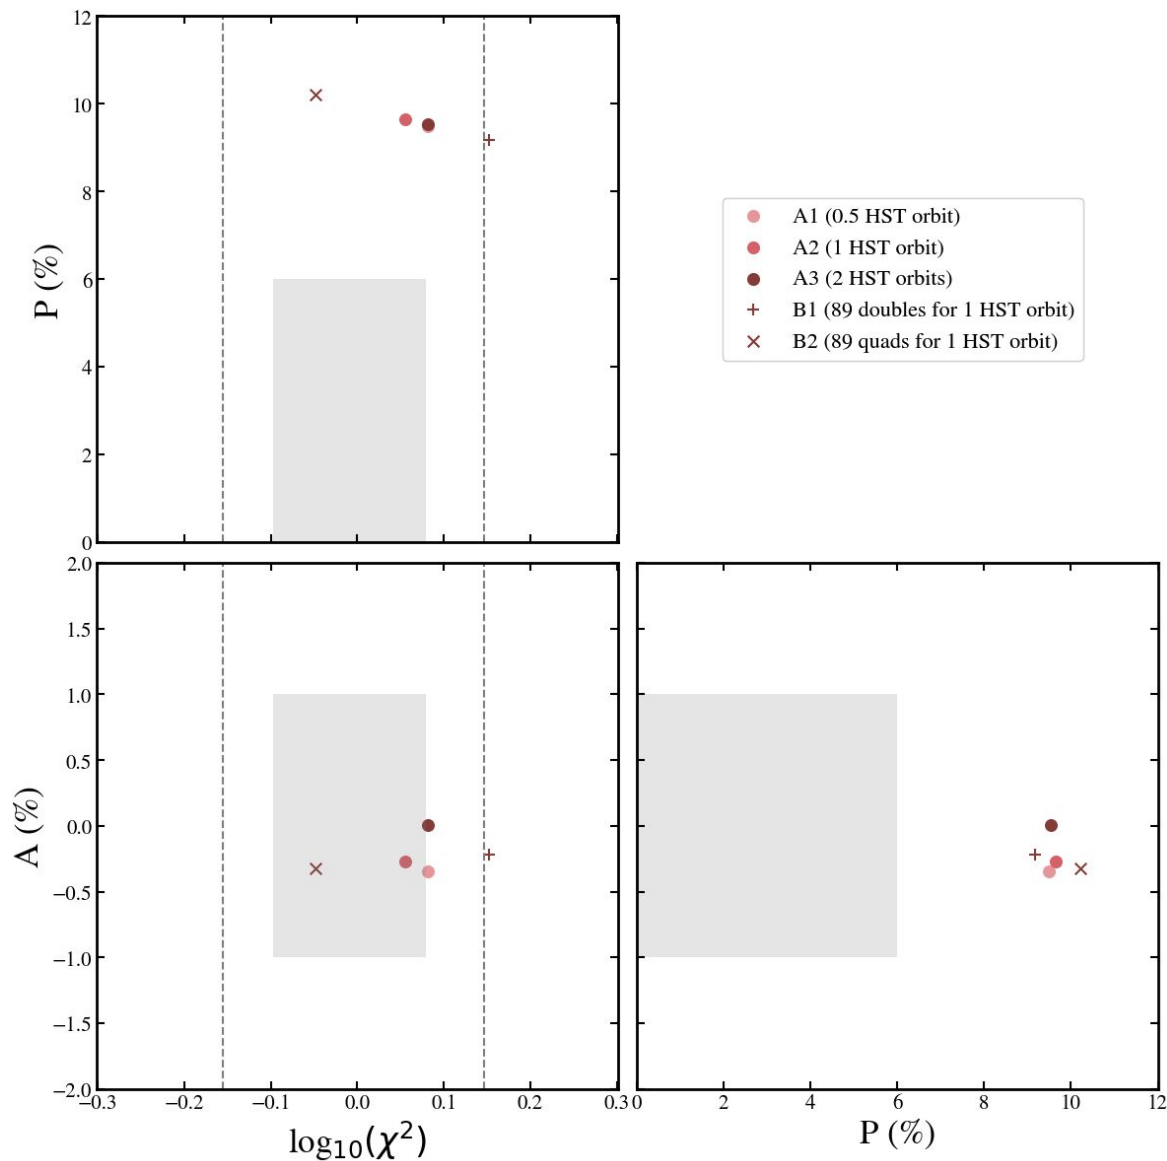 12
10
8
6
4
2
0
P (%)
A1 (0.5 HST orbit)
A2 (1 HST orbit)
A3 (2 HST orbits)
B1 (89 doubles for 1 HST orbit)
B2 (89 quads for 1 HST orbit)
2.0
1.5
1.0
0.5
0.0
−0.5
−1.0
−1.5
−2.0
A (%)
−0.3 −0.2 −0.1 0.0 0.1 0.2 0.3
log₁₀(χ²)
0 2 4 6 8 10 12
P (%)